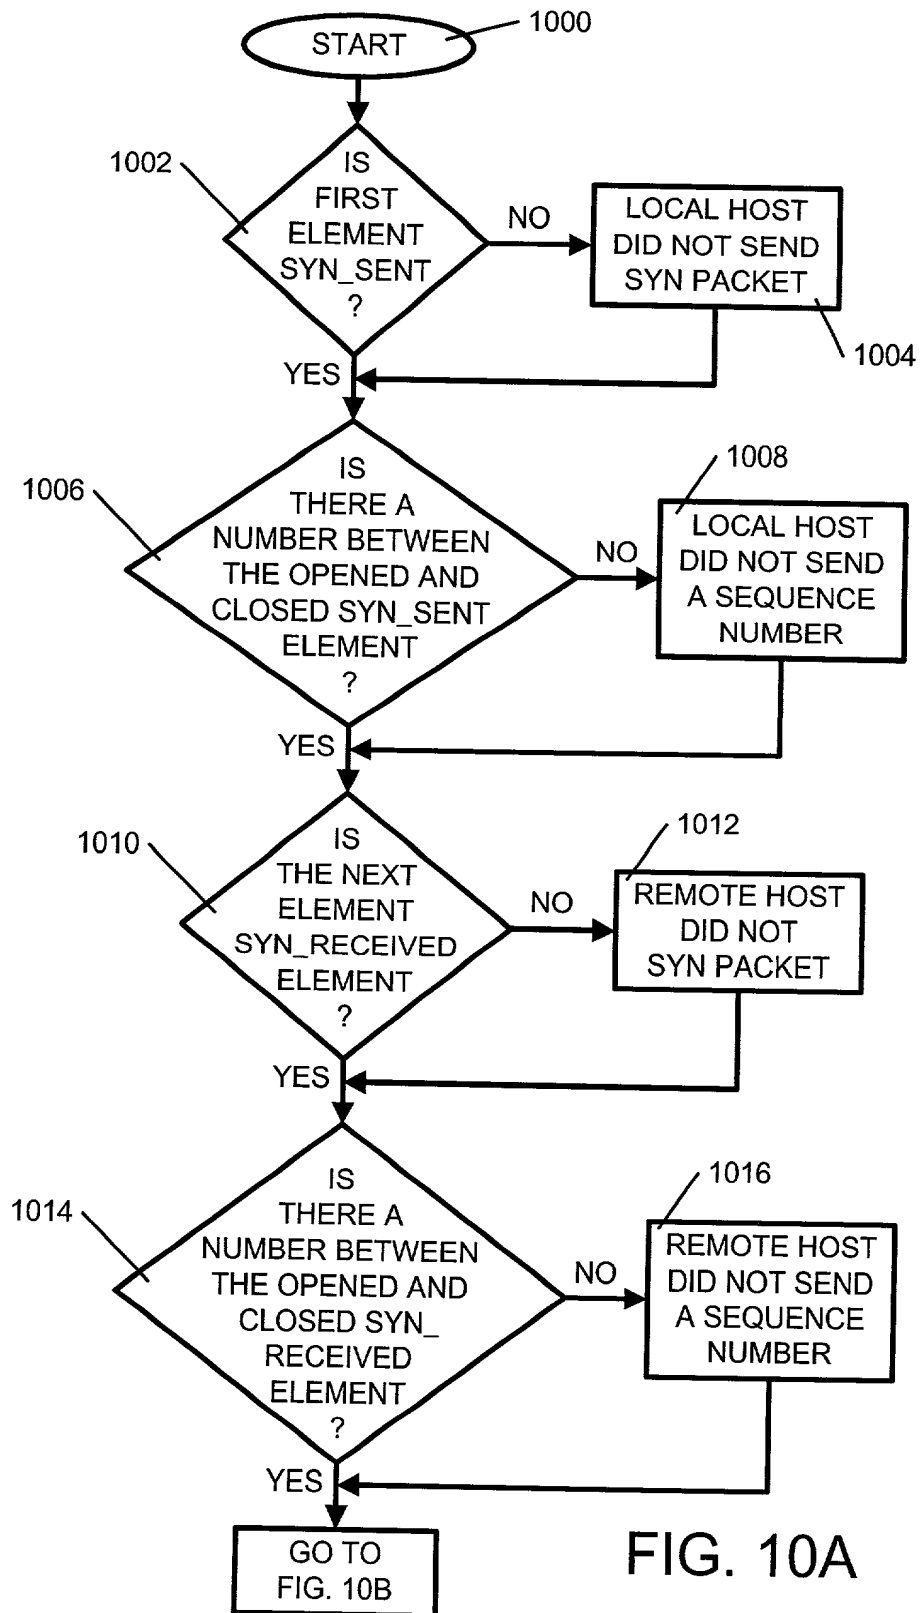 START
1000
1002
IS
FIRST
ELEMENT
SYN_SENT
?
NO
LOCAL HOST
DID NOT SEND
SYN PACKET
1004
YES
1006
IS
THERE A
NUMBER BETWEEN
THE OPENED AND
CLOSED SYN_SENT
ELEMENT
?
NO
1008
LOCAL HOST
DID NOT SEND
A SEQUENCE
NUMBER
YES
1010
IS
THE NEXT
ELEMENT
SYN_RECEIVED
ELEMENT
?
NO
1012
REMOTE HOST
DID NOT
SYN PACKET
YES
1014
IS
THERE A
NUMBER BETWEEN
THE OPENED AND
CLOSED SYN_
RECEIVED
ELEMENT
?
NO
1016
REMOTE HOST
DID NOT SEND
A SEQUENCE
NUMBER
YES
GO TO
FIG. 10B
FIG. 10A